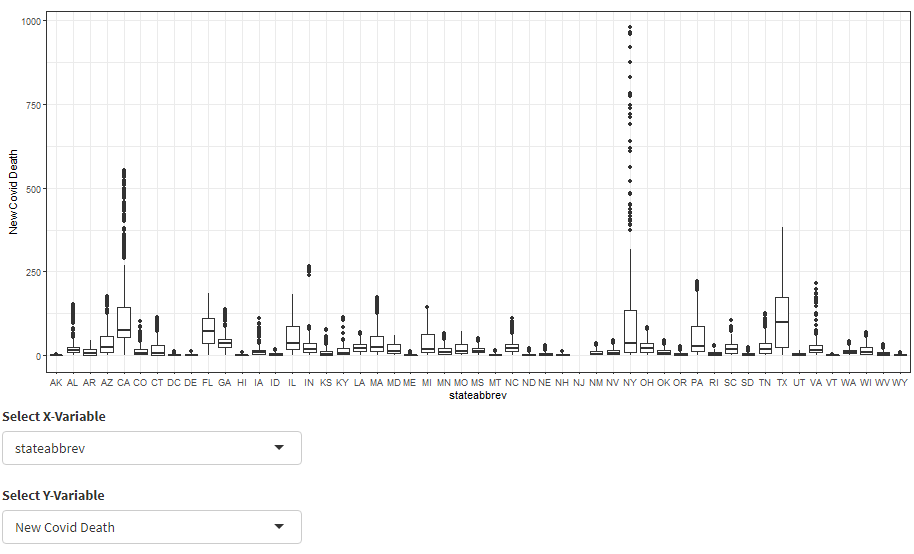 1000
750
500
250
0
New Covid Death
AK AL AR AZ CA CO CT DC DE FL GA HI IA ID IL IN KS KY LA MA MD ME MI MN MO MS MT NC ND NE NH NJ NM NV NY OH OK OR PA RI SC SD TN TX UT VA VT WA WI WV WY
stateabbrev
Select X-Variable
stateabbrev
Select Y-Variable
New Covid Death